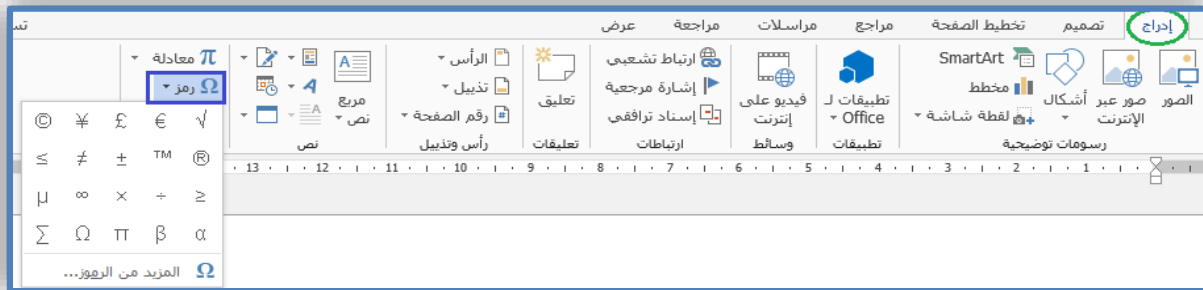 إدراج تصميم تخطيط الصفحة مراجع مراسلات مراجعة عرض تس
الصور
صور عبر الإنترنت
أشكال
SmartArt
مخطط
لقطة شاشة
رسومات توضيحية
تطبيقات لـ Office
تطبيقات
فيديو على إنترنت
وسائط
ارتباط تشعبي
إشارة مرجعية
إسناد ترافقي
ارتباطات
تعليق
تعليقات
الرأس
تذييل
رقم الصفحة
رأس وتذييل
مربع نص
نص
π معادلة
Ω رمز
13 12 11 10 9 8 7 6 5 4 3 2 1
© ¥ £ € √
≤ ≠ ± ™ ®
µ ∞ × ÷ ≥
∑ Ω π β α
Ω المزيد من الرموز...